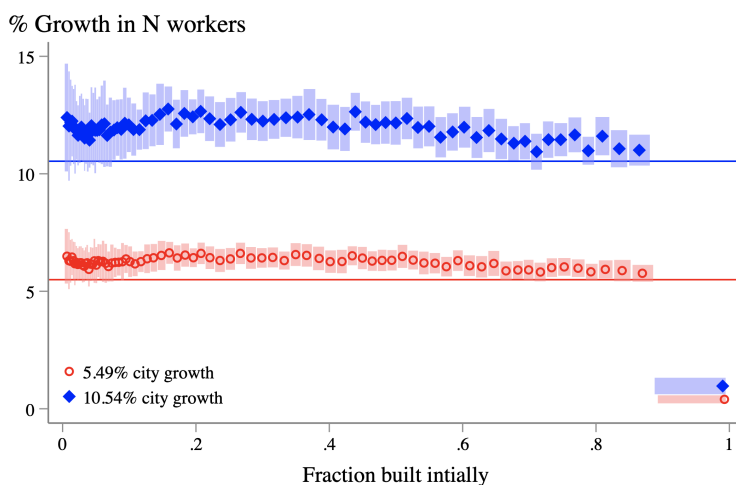 % Growth in N workers
15
10
5
0
5.49% city growth
10.54% city growth
0
.2
.4
.6
.8
1
Fraction built intially